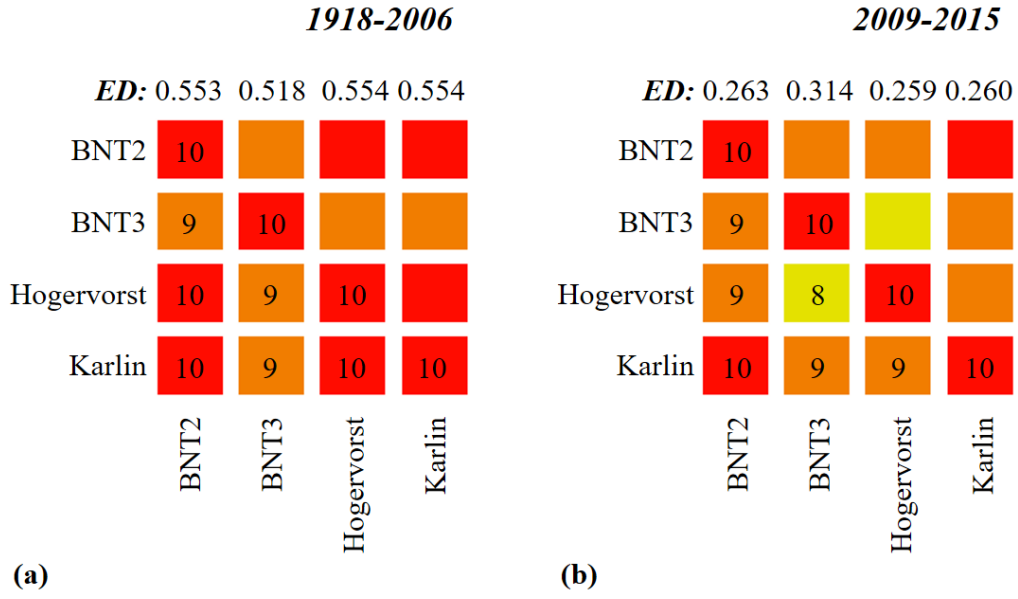 1918-2006
ED: 0.553 0.518 0.554 0.554
BNT2 10
BNT3 9 10
Hogervorst 10 9 10
Karlin 10 9 10 10
BNT2 BNT3 Hogervorst Karlin
(a)
2009-2015
ED: 0.263 0.314 0.259 0.260
BNT2 10
BNT3 9 10
Hogervorst 9 8 10
Karlin 10 9 9 10
BNT2 BNT3 Hogervorst Karlin
(b)